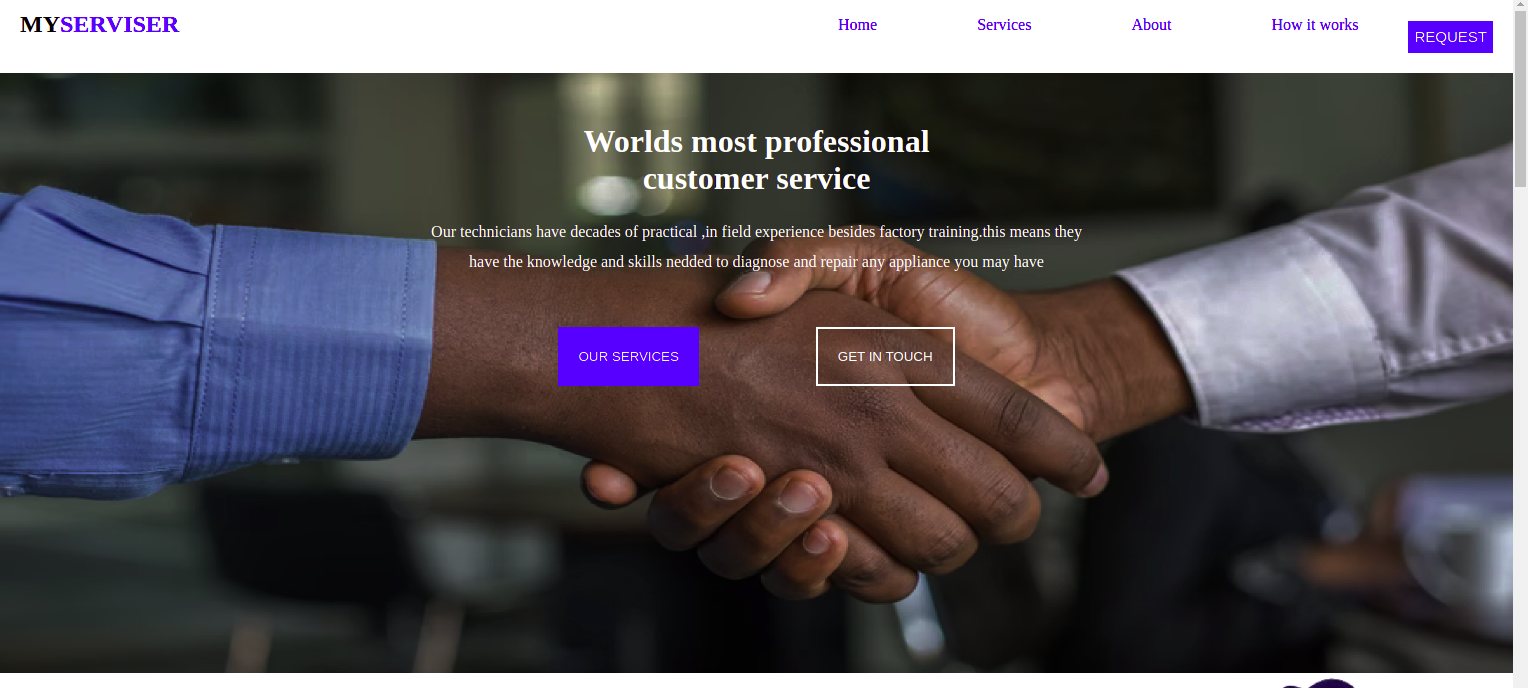 MYSERVISER
Home Services About How it works REQUEST
Worlds most professional
customer service
Our technicians have decades of practical ,in field experience besides factory training.this means they
have the knowledge and skills nedded to diagnose and repair any appliance you may have
OUR SERVICES GET IN TOUCH